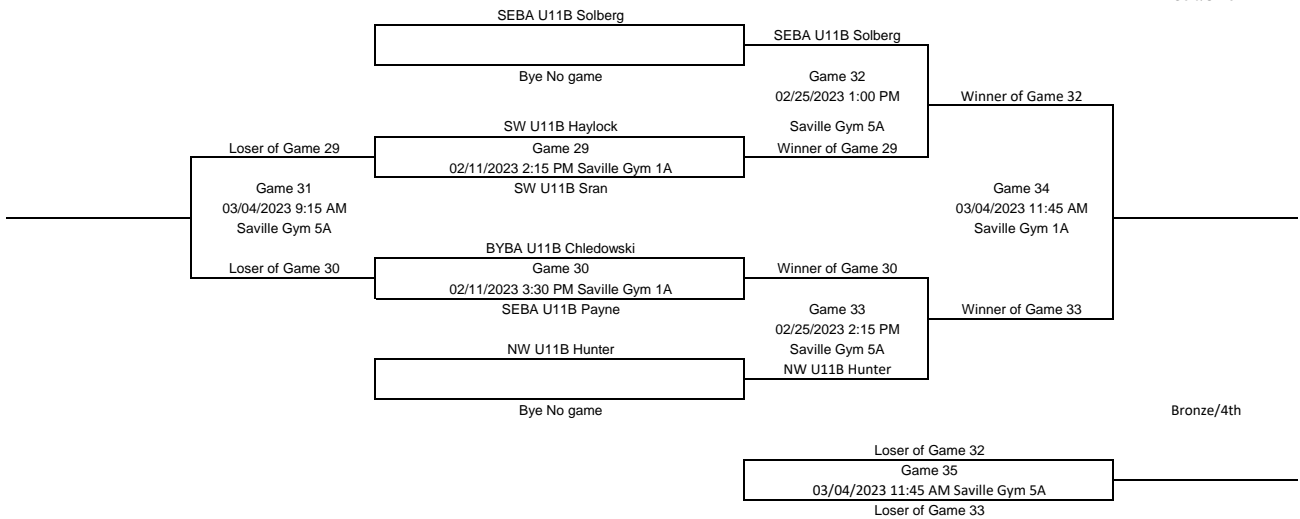 SEBA U11B Solberg
SEBA U11B Solberg
Bye No game
Game 32
02/25/2023 1:00 PM
Winner of Game 32
SW U11B Haylock
Saville Gym 5A
Loser of Game 29
Game 29
Winner of Game 29
02/11/2023 2:15 PM Saville Gym 1A
Game 31
SW U11B Sran
Game 34
03/04/2023 9:15 AM
03/04/2023 11:45 AM
Saville Gym 5A
Saville Gym 1A
BYBA U11B Chledowski
Loser of Game 30
Game 30
Winner of Game 30
02/11/2023 3:30 PM Saville Gym 1A
SEBA U11B Payne
Game 33
Winner of Game 33
02/25/2023 2:15 PM
NW U11B Hunter
Saville Gym 5A
NW U11B Hunter
Bye No game
Bronze/4th
Loser of Game 32
Game 35
03/04/2023 11:45 AM Saville Gym 5A
Loser of Game 33